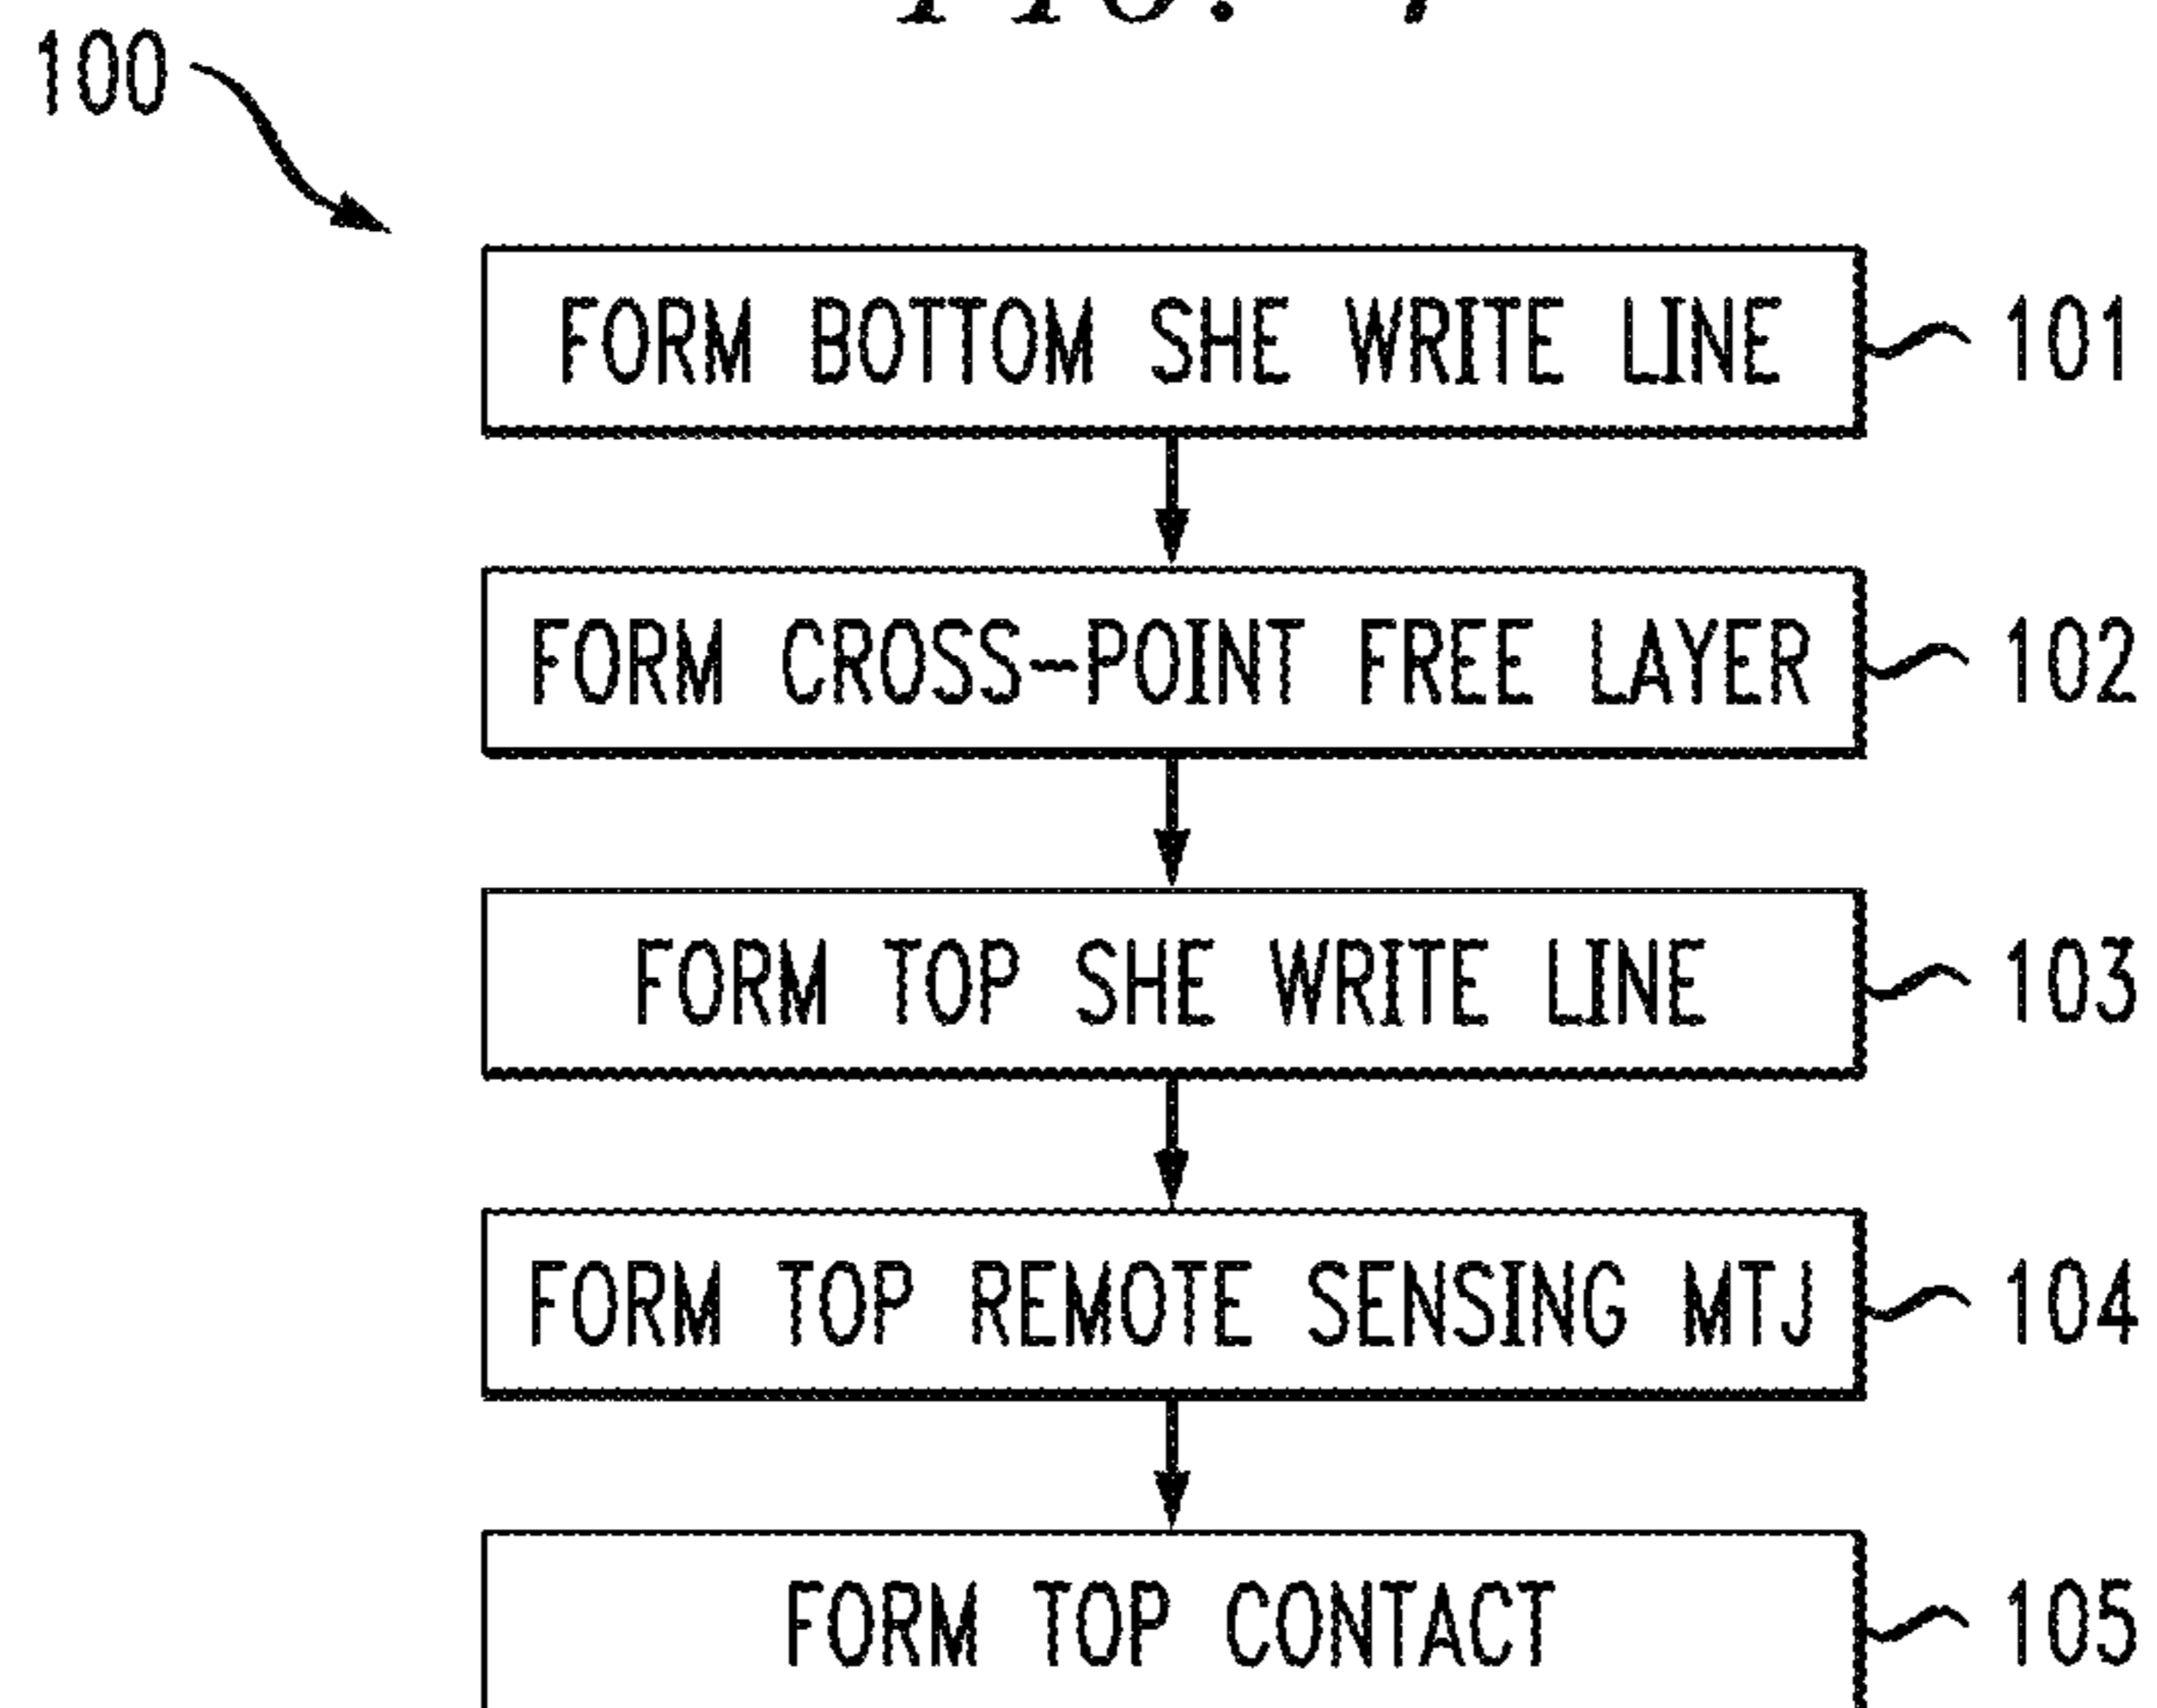 100
FORM BOTTOM SHE WRITE LINE 101
FORM CROSS-POINT FREE LAYER 102
FORM TOP SHE WRITE LINE 103
FORM TOP REMOTE SENSING MTJ 104
FORM TOP CONTACT 105